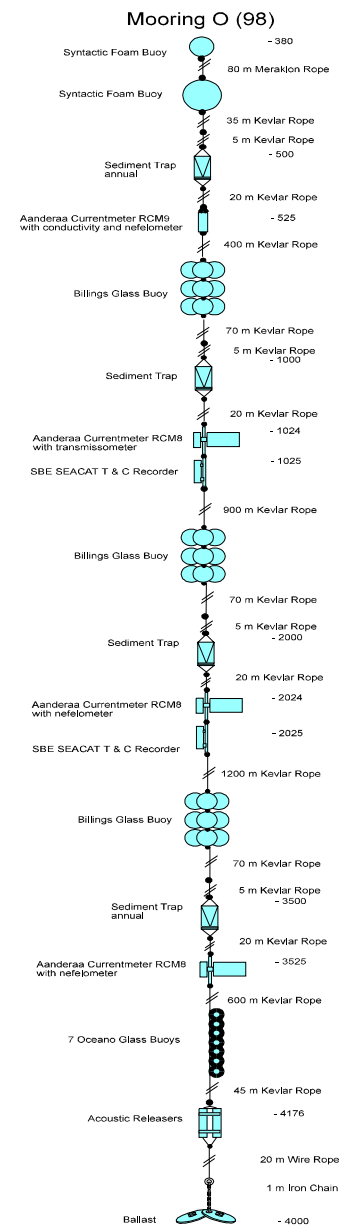 Mooring O (98)
- 380
Syntactic Foam Buoy
80 m Meraklon Rope
Syntactic Foam Buoy
35 m Kevlar Rope
5 m Kevlar Rope
- 500
Sediment Trap
annual
20 m Kevlar Rope
Aanderaa Currentmeter RCM9
with conductivity and nefelometer
- 525
400 m Kevlar Rope
Billings Glass Buoy
70 m Kevlar Rope
5 m Kevlar Rope
- 1000
Sediment Trap
20 m Kevlar Rope
- 1024
Aanderaa Currentmeter RCM8
with transmissometer
- 1025
SBE SEACAT T & C Recorder
900 m Kevlar Rope
Billings Glass Buoy
70 m Kevlar Rope
5 m Kevlar Rope
- 2000
Sediment Trap
20 m Kevlar Rope
- 2024
Aanderaa Currentmeter RCM8
with nefelometer
- 2025
SBE SEACAT T & C Recorder
1200 m Kevlar Rope
Billings Glass Buoy
70 m Kevlar Rope
5 m Kevlar Rope
- 3500
Sediment Trap
annual
20 m Kevlar Rope
Aanderaa Currentmeter RCM8
with nefelometer
- 3525
600 m Kevlar Rope
7 Oceano Glass Buoys
45 m Kevlar Rope
- 4176
Acoustic Releasers
20 m Wire Rope
1 m Iron Chain
Ballast
- 4000